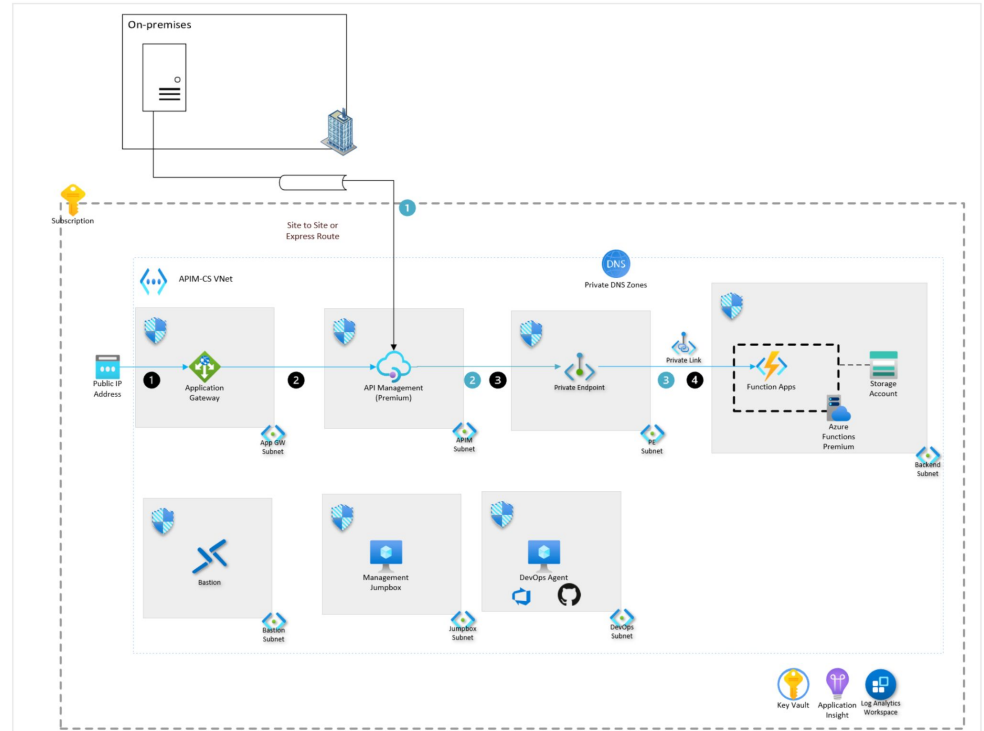 On-premises
Subscription
1
Site to Site or
Express Route
APIM-CS VNet
DNS
Private DNS Zones
Public IP
Address
1
Application
Gateway
2
API Management
(Premium)
2
3
Private Endpoint
Private Link
3
4
Function Apps
Storage
Account
Azure
Functions
Premium
App GW
Subnet
APIM
Subnet
PE
Subnet
Backend
Subnet
Bastion
Management
Jumpbox
DevOps Agent
Bastion
Subnet
Jumpbox
Subnet
DevOps
Subnet
Key Vault
Application
Insight
Log Analytics
Workspace